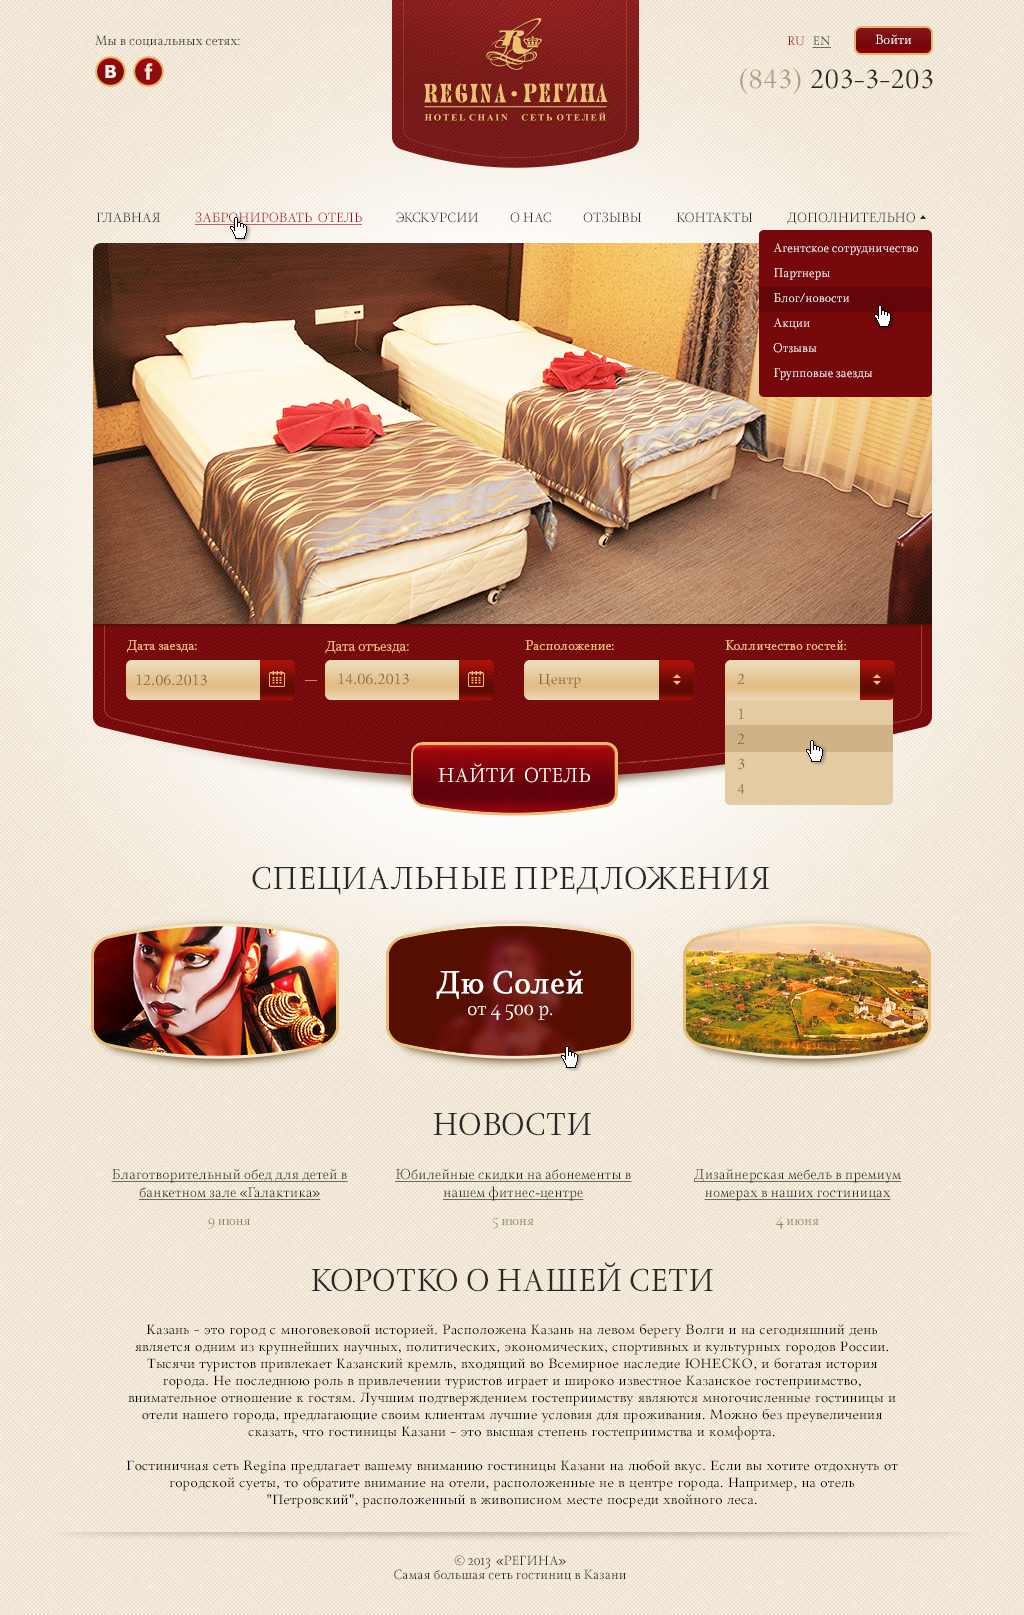 Мы в социальных сетях:
B f
REGINA • РЕГИНА
HOTEL CHAIN СЕТЬ ОТЕЛЕЙ
RU EN
Войти
(843) 203-3-203
ГЛАВНАЯ ЗАБРОНИРОВАТЬ ОТЕЛЬ ЭКСКУРСИИ О НАС ОТЗЫВЫ КОНТАКТЫ ДОПОЛНИТЕЛЬНО
Агентское сотрудничество
Партнеры
Блог/новости
Акции
Отзывы
Групповые заезды
Дата заезда: Дата отъезда: Расположение: Колличество гостей:
12.06.2013 — 14.06.2013 Центр 2
1
2
3
4
НАЙТИ ОТЕЛЬ
СПЕЦИАЛЬНЫЕ ПРЕДЛОЖЕНИЯ
Дю Солей
от 4 500 р.
НОВОСТИ
Благотворительный обед для детей в
банкетном зале «Галактика»
9 июня
Юбилейные скидки на абонементы в
нашем фитнес-центре
5 июня
Дизайнерская мебель в премиум
номерах в наших гостиницах
4 июня
КОРОТКО О НАШЕЙ СЕТИ
Казань - это город с многовековой историей. Расположена Казань на левом берегу Волги и на сегодняшний день
является одним из крупнейших научных, политических, экономических, спортивных и культурных городов России.
Тысячи туристов привлекает Казанский кремль, входящий во Всемирное наследие ЮНЕСКО, и богатая история
города. Не последнюю роль в привлечении туристов играет и широко известное Казанское гостеприимство,
внимательное отношение к гостям. Лучшим подтверждением гостеприимству являются многочисленные гостиницы и
отели нашего города, предлагающие своим клиентам лучшие условия для проживания. Можно без преувеличения
сказать, что гостиницы Казани - это высшая степень гостеприимства и комфорта.
Гостиничная сеть Regina предлагает вашему вниманию гостиницы Казани на любой вкус. Если вы хотите отдохнуть от
городской суеты, то обратите внимание на отели, расположенные не в центре города. Например, на отель
"Петровский", расположенный в живописном месте посреди хвойного леса.
© 2013 «РЕГИНА»
Самая большая сеть гостиниц в Казани